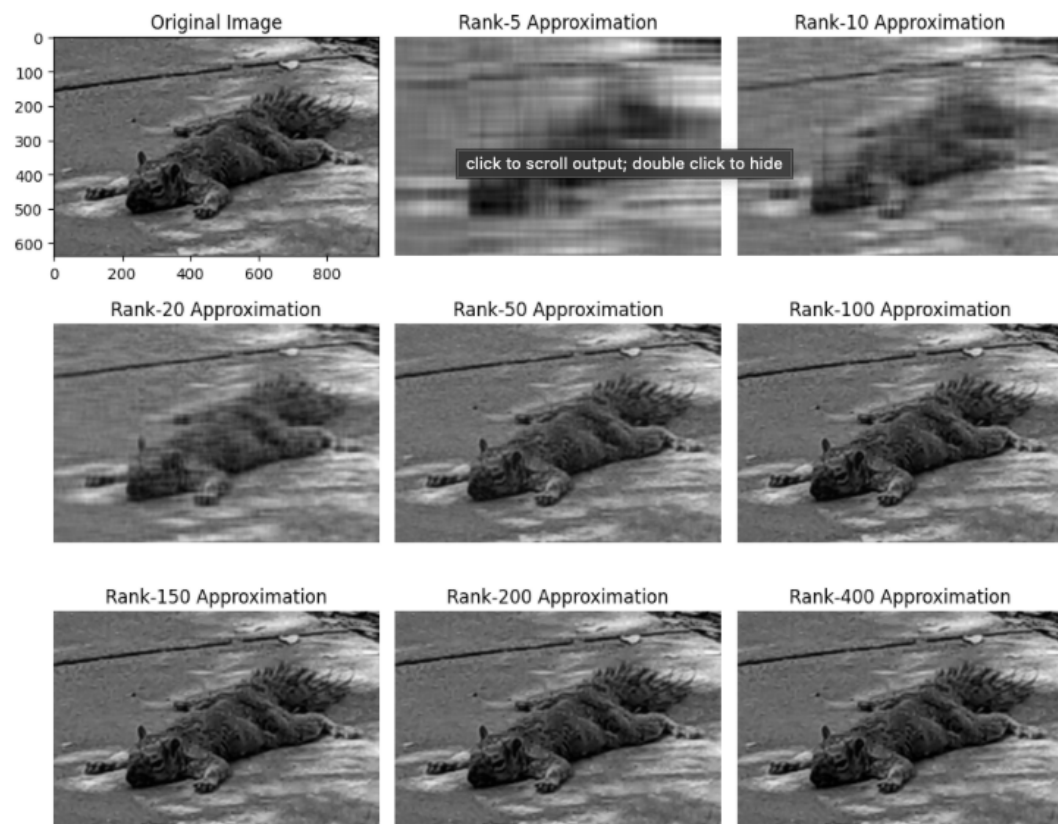 Original Image
Rank-5 Approximation
Rank-10 Approximation
0
100
200
300
400
500
600
0 200 400 600 800
click to scroll output; double click to hide
Rank-20 Approximation
Rank-50 Approximation
Rank-100 Approximation
Rank-150 Approximation
Rank-200 Approximation
Rank-400 Approximation